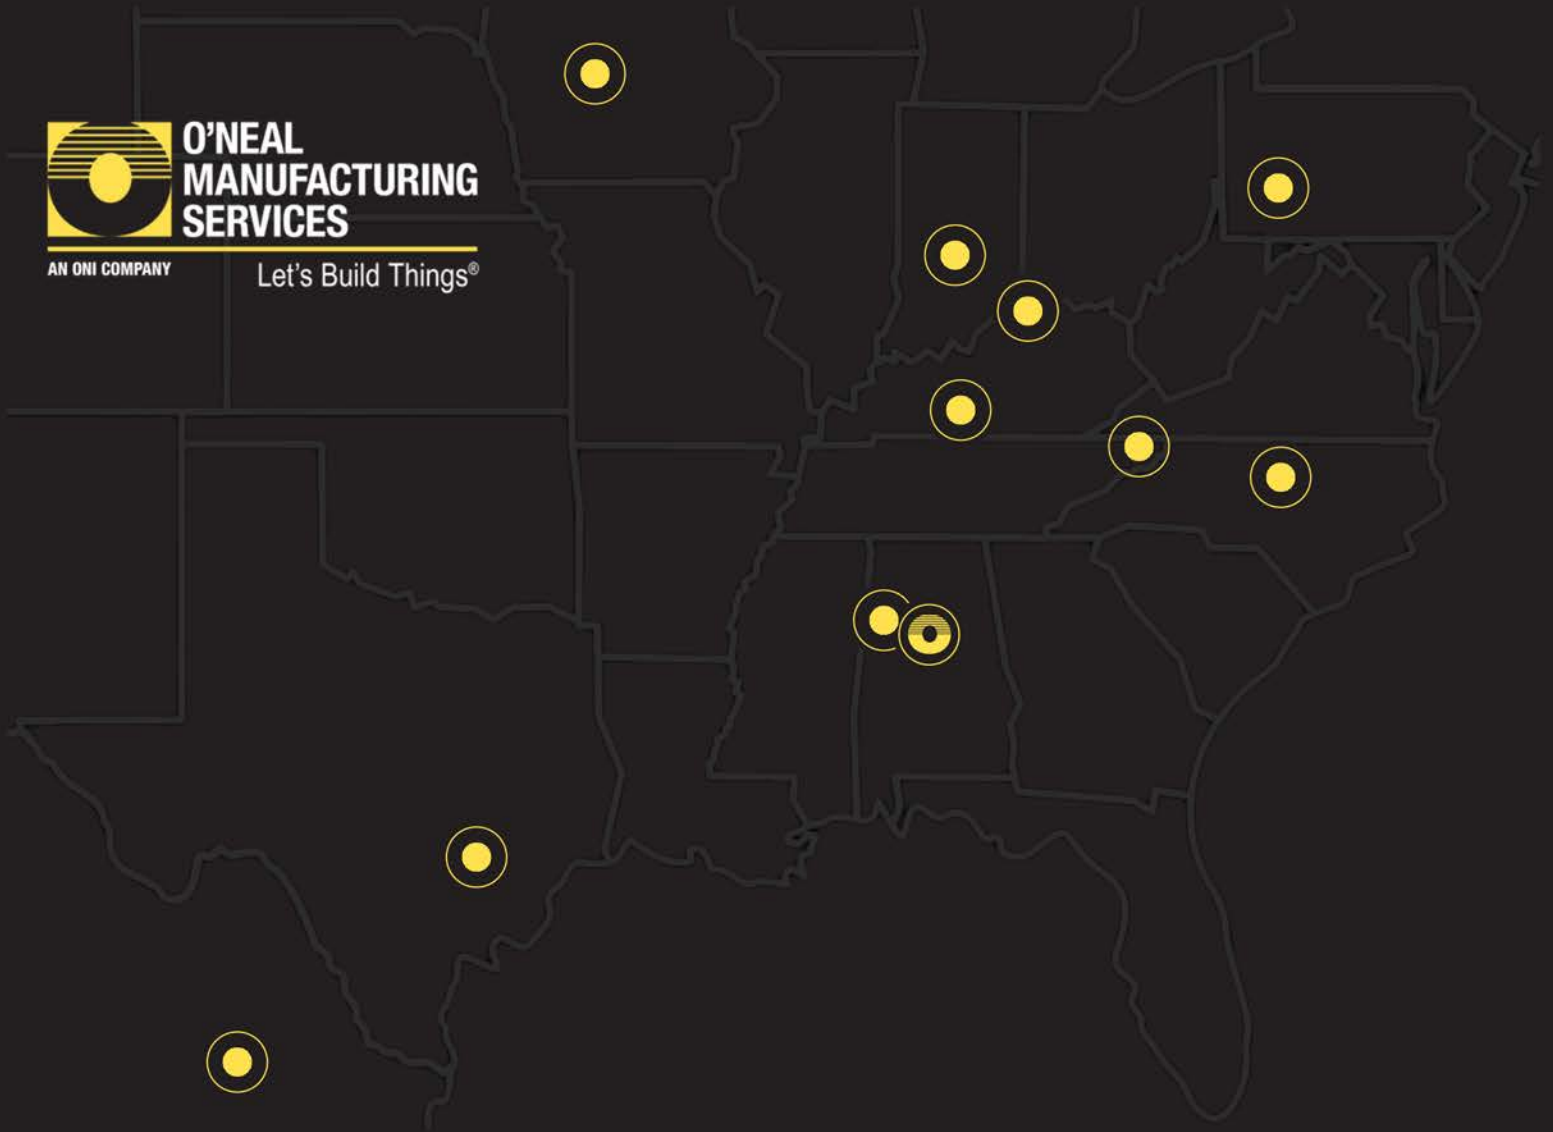 O'NEAL
MANUFACTURING
SERVICES
AN ONI COMPANY
Let's Build Things®